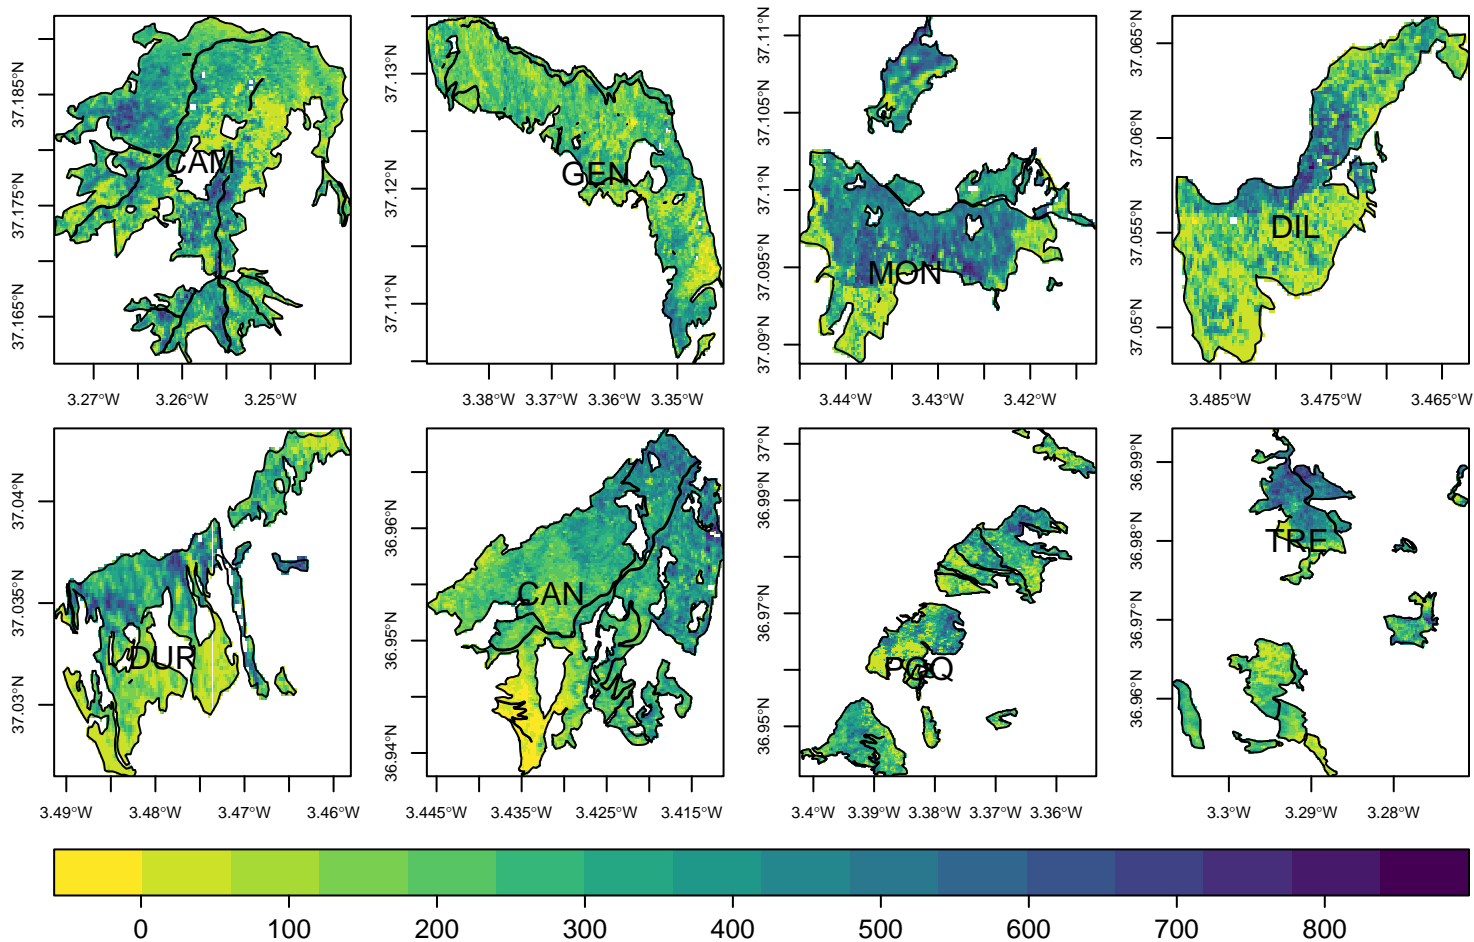 37.185°N
37.175°N
37.165°N
CAM
3.27°W 3.26°W 3.25°W
37.13°N
37.12°N
37.11°N
GEN
3.38°W 3.37°W 3.36°W 3.35°W
37.11°N
37.105°N
37.1°N
37.095°N
37.09°N
MON
3.44°W 3.43°W 3.42°W
37.065°N
37.06°N
37.055°N
37.05°N
DIL
3.485°W 3.475°W 3.465°W
37.04°N
37.035°N
37.03°N
DUR
3.49°W 3.48°W 3.47°W 3.46°W
36.96°N
36.95°N
36.94°N
CAN
3.445°W 3.435°W 3.425°W 3.415°W
37°N
36.99°N
36.97°N
36.95°N
PGQ
3.4°W 3.39°W 3.38°W 3.37°W 3.36°W
36.99°N
36.98°N
36.97°N
36.96°N
TRE
3.3°W 3.29°W 3.28°W
0 100 200 300 400 500 600 700 800